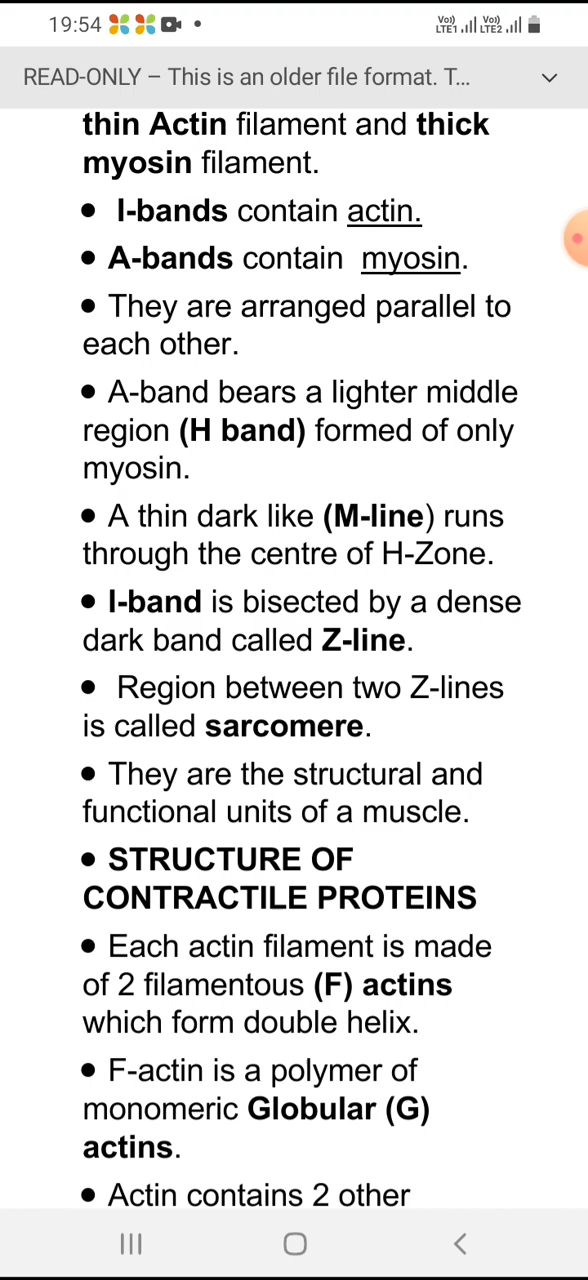 19:54
Vo)) LTE1 Vo)) LTE2
READ-ONLY – This is an older file format. T...
thin Actin filament and thick
myosin filament.
• I-bands contain actin.
• A-bands contain myosin.
• They are arranged parallel to
each other.
• A-band bears a lighter middle
region (H band) formed of only
myosin.
• A thin dark like (M-line) runs
through the centre of H-Zone.
• I-band is bisected by a dense
dark band called Z-line.
• Region between two Z-lines
is called sarcomere.
• They are the structural and
functional units of a muscle.
• STRUCTURE OF
CONTRACTILE PROTEINS
• Each actin filament is made
of 2 filamentous (F) actins
which form double helix.
• F-actin is a polymer of
monomeric Globular (G)
actins.
• Actin contains 2 other